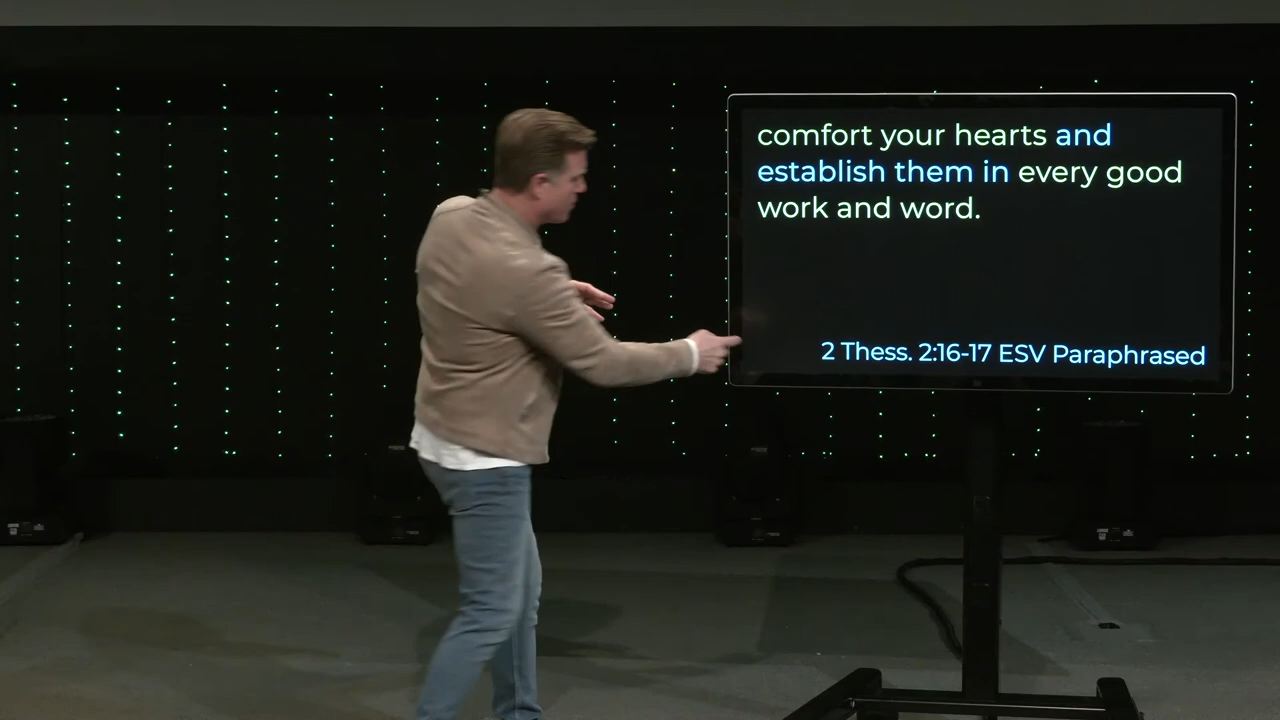 comfort your hearts and
establish them in every good
work and word.
2 Thess. 2:16-17 ESV Paraphrased